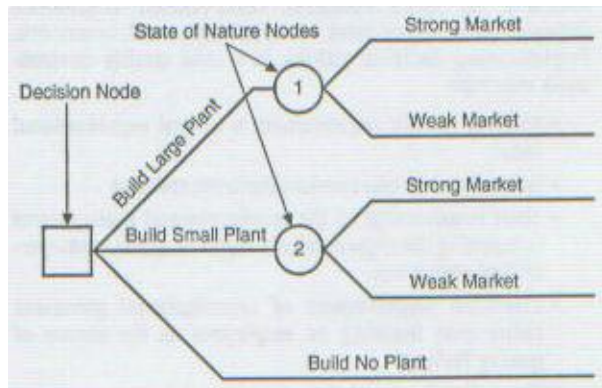 Strong Market
State of Nature Nodes
1
Decision Node
Weak Market
Build Large Plant
Strong Market
Build Small Plant
2
Weak Market
Build No Plant